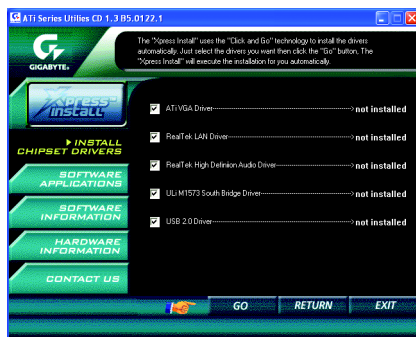 ATi Series Utilies CD 1.3 B5.0122.1
GIGABYTE
The "Xpress Install" uses the "Click and Go" technology to install the drivers
automatically. Just select the drivers you want then click the "Go" button. The
"Xpress Install" will execute the installation for you automatically.
Xpress
INSTALL
INSTALL
CHIPSET DRIVERS
SOFTWARE
APPLICATIONS
SOFTWARE
INFORMATION
HARDWARE
INFORMATION
CONTACT US
ATi VGA Driver not installed
RealTek LAN Driver not installed
RealTek High Definiion Audio Driver not installed
ULi M1573 South Bridge Driver not installed
USB 2.0 Driver not installed
GO RETURN EXIT